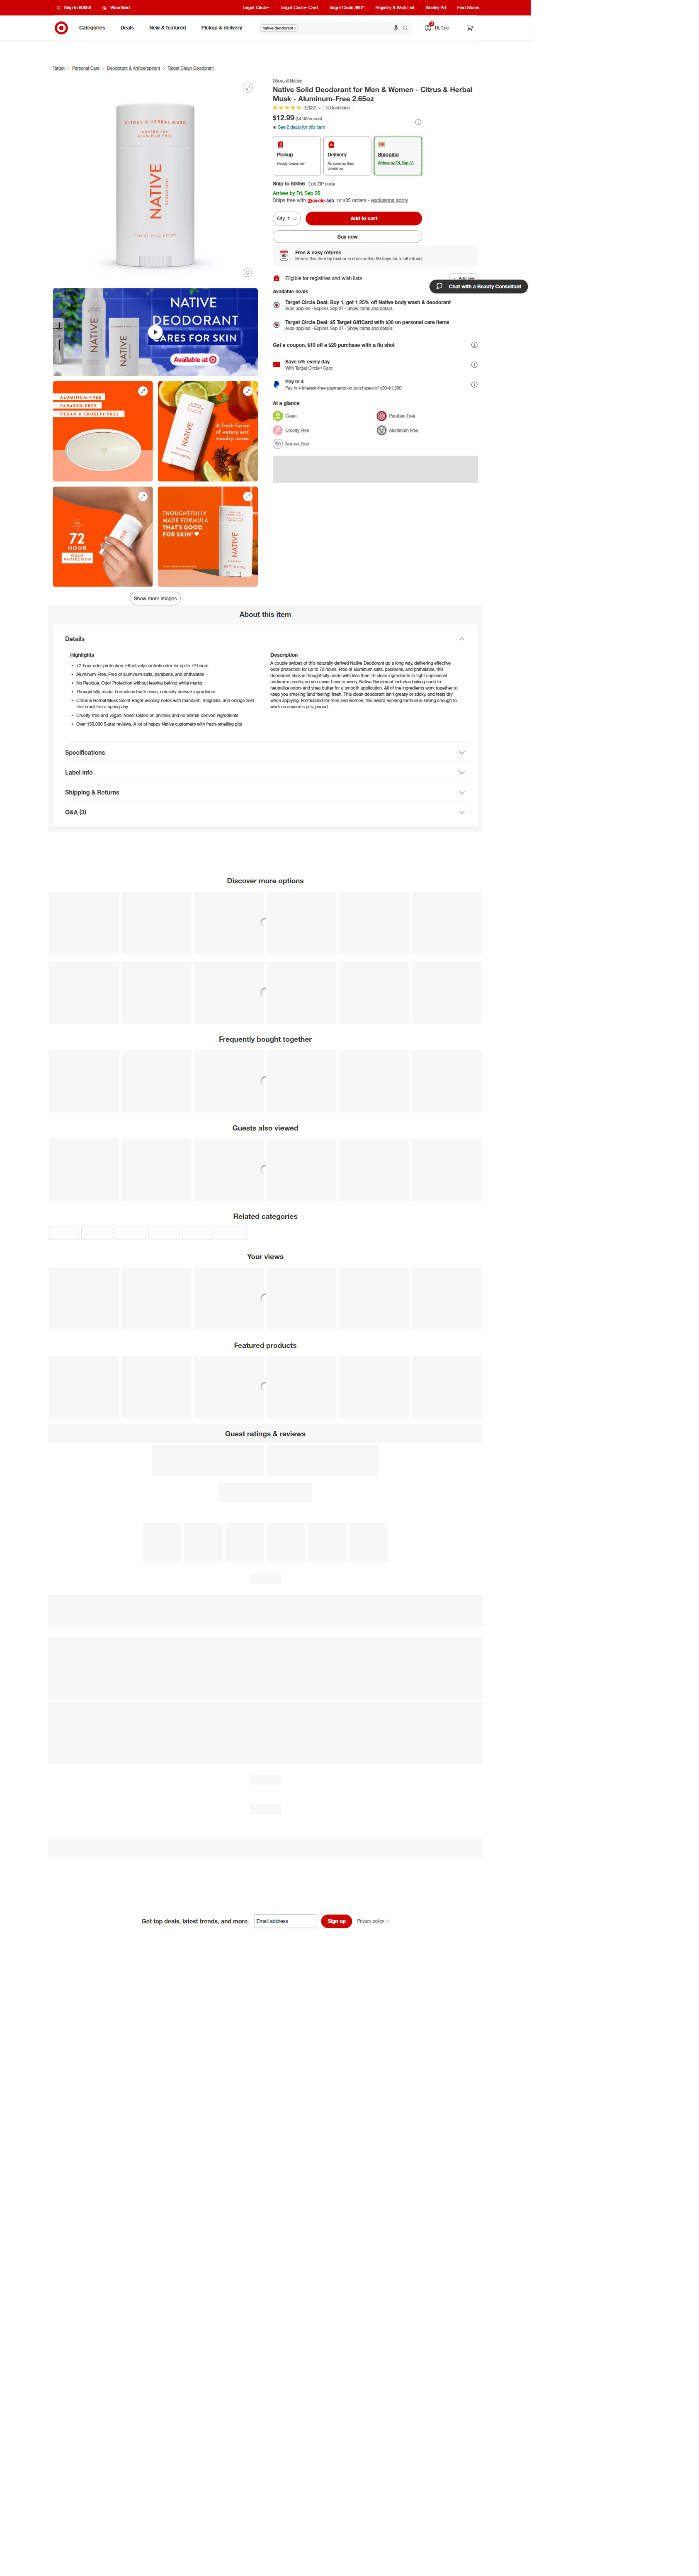 Ship to 60056
Woodfield
Target Circle™
Target Circle™ Card
Target Circle 360™
Registry & Wish List
Weekly Ad
Find Stores
Categories
Deals
New & featured
Pickup & delivery
native deodorant
Hi, Eric
Target
Personal Care
Deodorant & Antiperspirant
Target Clean Deodorant
Shop all Native
Native Solid Deodorant for Men & Women - Citrus & Herbal
Musk - Aluminum-Free 2.65oz
12002
3 Questions
$12.99 ($4.90/ounce)
See 2 deals for this item
Pickup
Ready tomorrow
Delivery
As soon as 9am
tomorrow
Shipping
Arrives by Fri, Sep 26
Ship to 60056 Edit ZIP code
Arrives by Fri, Sep 26
Ships free with circle 360 or $35 orders - exclusions apply
Qty 1
Add to cart
Buy now
Free & easy returns
Return this item by mail or in store within 90 days for a full refund.
Eligible for registries and wish lists
Add item
Chat with a Beauty Consultant
Available deals
Target Circle Deal: Buy 1, get 1 25% off Native body wash & deodorant
Auto-applied · Expires Sep 27 · Show items and details
Target Circle Deal: $5 Target GiftCard with $30 on personal care items
Auto-applied · Expires Sep 27 · Show items and details
Get a coupon, $10 off a $20 purchase with a flu shot
Save 5% every day
With Target Circle Card
Pay in 4
Pay in 4 interest-free payments on purchases of $30-$1,500
At a glance
Clean
Paraben Free
Cruelty Free
Aluminum Free
Normal Skin
CITRUS & HERBAL MUSK
PARABEN FREE
ALUMINUM FREE
NATIVE
DEODORANT
NATIVE
DEODORANT
CARES FOR SKIN
Available at
NATIVE
NATIVE
ALUMINUM-FREE
PARABEN-FREE
VEGAN & CRUELTY-FREE
NATIVE
A fresh fusion
of watery and
woodsy notes.
72
HOUR
ODOR
PROTECTION
THOUGHTFULLY
MADE FORMULA
THAT'S GOOD
FOR SKIN*
NATIVE
Show more images
About this item
Details
Highlights
72-hour odor protection. Effectively controls odor for up to 72 hours
Aluminum Free. Free of aluminum salts, parabens, and phthalates
No Residue. Odor Protection without leaving behind white marks
Thoughtfully made. Formulated with clean, naturally derived ingredients
Citrus & Herbal Musk Scent-Bright woodsy notes with mandarin, magnolia, and orange zest
that smell like a spring day
Cruelty-free and vegan. Never tested on animals and no animal derived ingredients
Over 150,000 5-star reviews. A lot of happy Native customers with fresh-smelling pits
Description
A couple swipes of this naturally derived Native Deodorant go a long way, delivering effective
odor protection for up to 72 hours. Free of aluminum salts, parabens, and phthalates, this
deodorant stick is thoughtfully made with less than 10 clean ingredients to fight unpleasant
underarm smells, so you never have to worry. Native Deodorant includes baking soda to
neutralize odors and shea butter for a smooth application. All of the ingredients work together to
keep you smelling (and feeling) fresh. This clean deodorant isn't greasy or sticky, and feels dry
when applying. Formulated for men and women, this award-winning formula is strong enough to
work on anyone's pits, period.
Specifications
Label info
Shipping & Returns
Q&A (3)
Discover more options
Frequently bought together
Guests also viewed
Related categories
Your views
Featured products
Guest ratings & reviews
Get top deals, latest trends, and more.
Email address
Sign up
Privacy policy